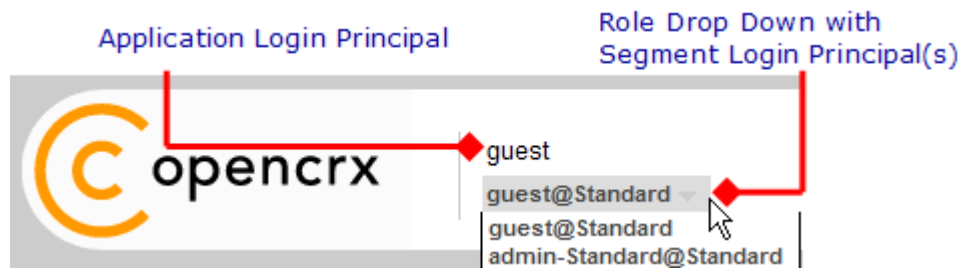 Application Login Principal
Role Drop Down with
Segment Login Principal(s)
opencrx
guest
guest@Standard
guest@Standard
admin-Standard@Standard